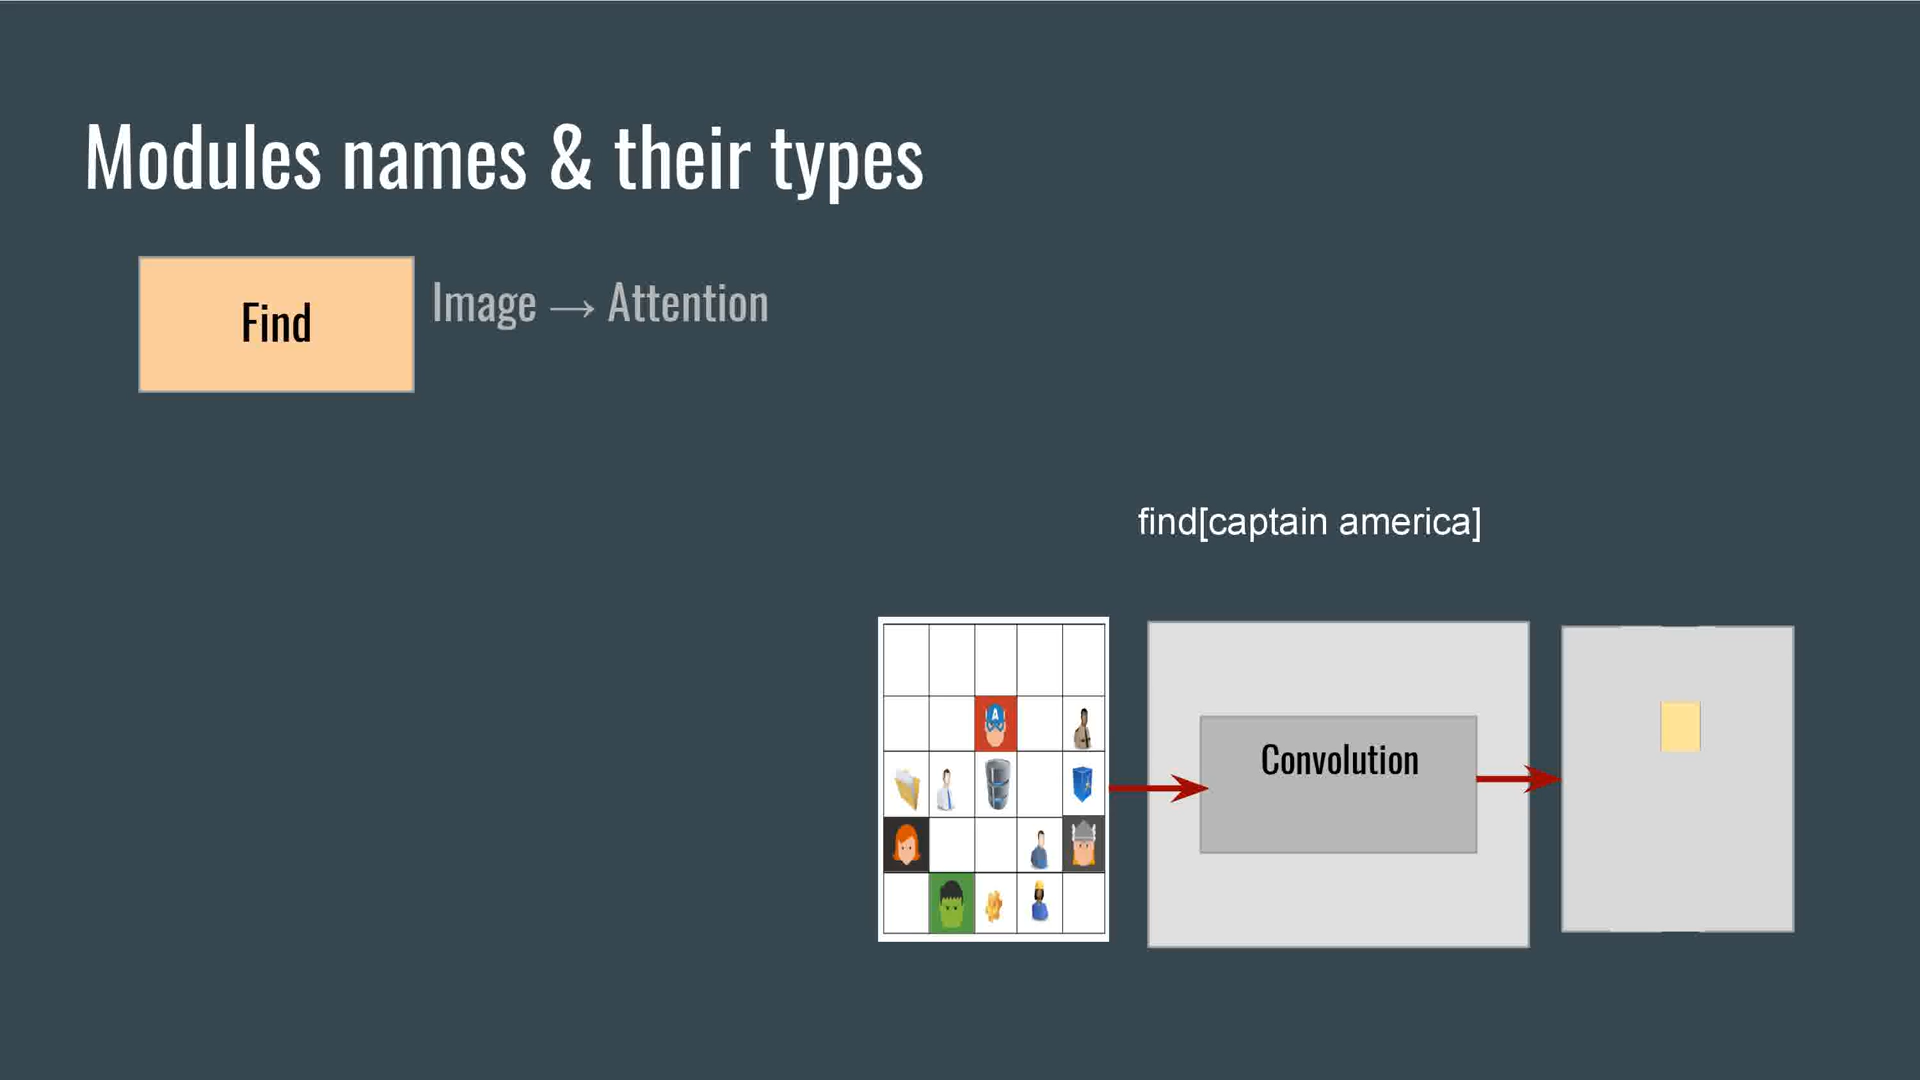 Modules names & their types
Find
Image → Attention
find[captain america]
A
Convolution